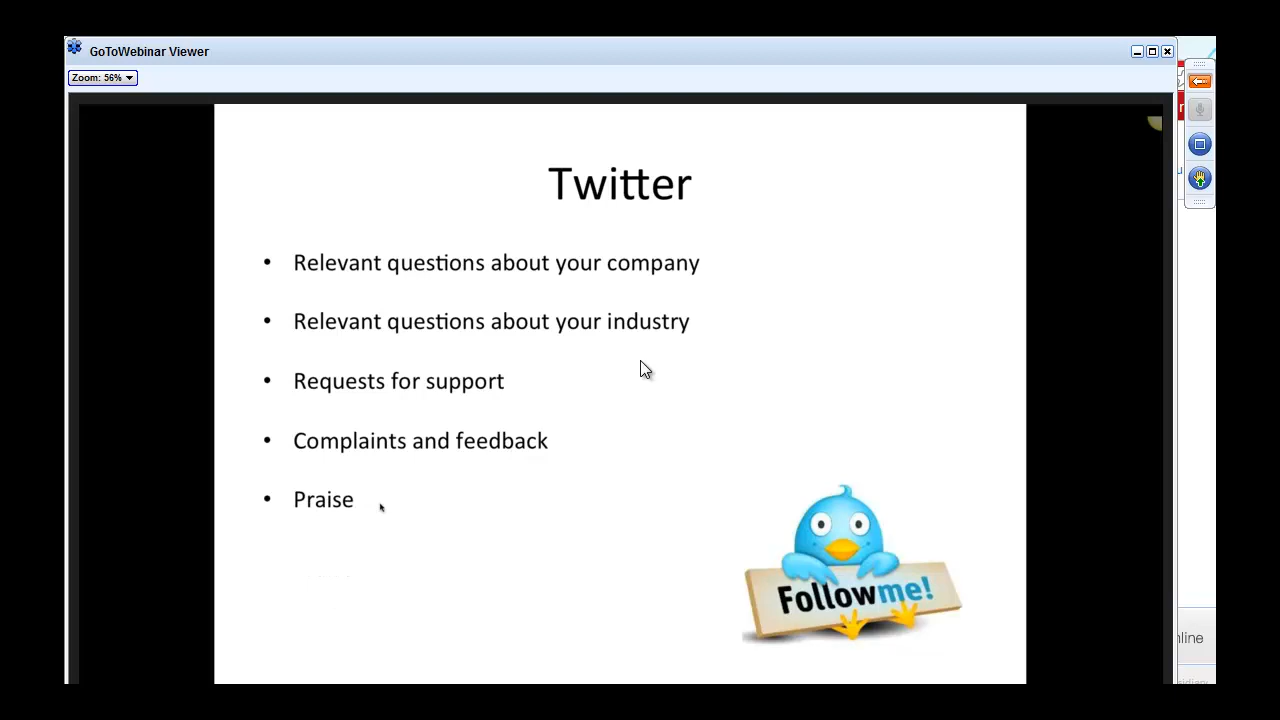 GoToWebinar Viewer
Zoom: 56%
Twitter
• Relevant questions about your company
• Relevant questions about your industry
• Requests for support
• Complaints and feedback
• Praise
Followme!
nline